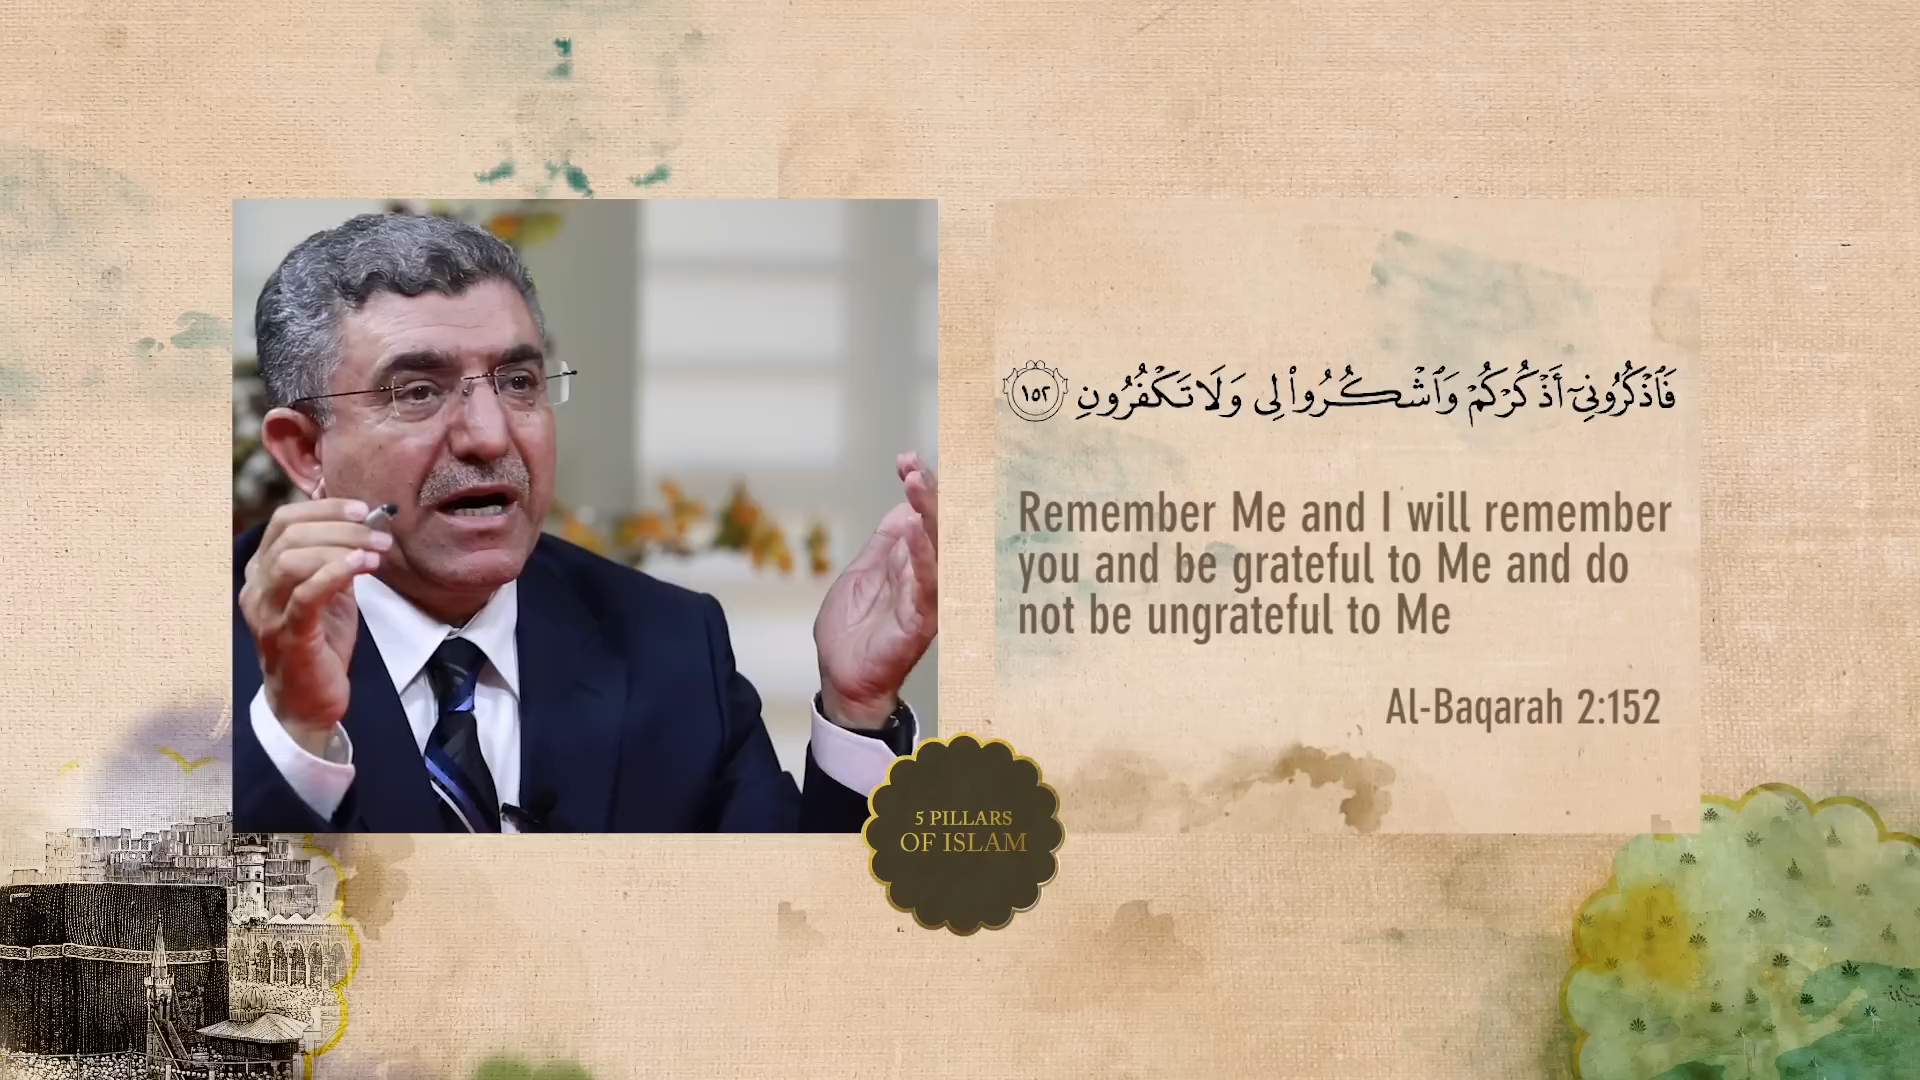 فَٱذۡكُرُونِيٓ أَذۡكُرۡكُمۡ وَٱشۡكُرُواْ لِي وَلَا تَكۡفُرُونِ ١٥٢
Remember Me and I will remember
you and be grateful to Me and do
not be ungrateful to Me
Al-Baqarah 2:152
5 PILLARS
OF ISLAM